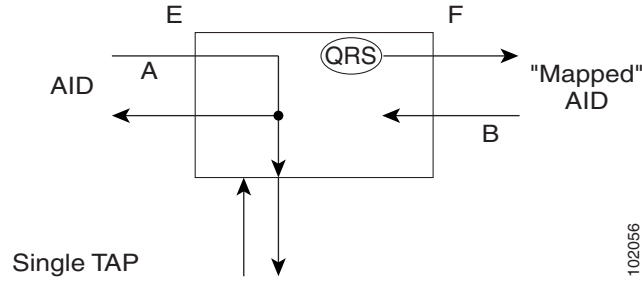 E
F
A
QRS
AID
"Mapped"
AID
B
Single TAP
102056